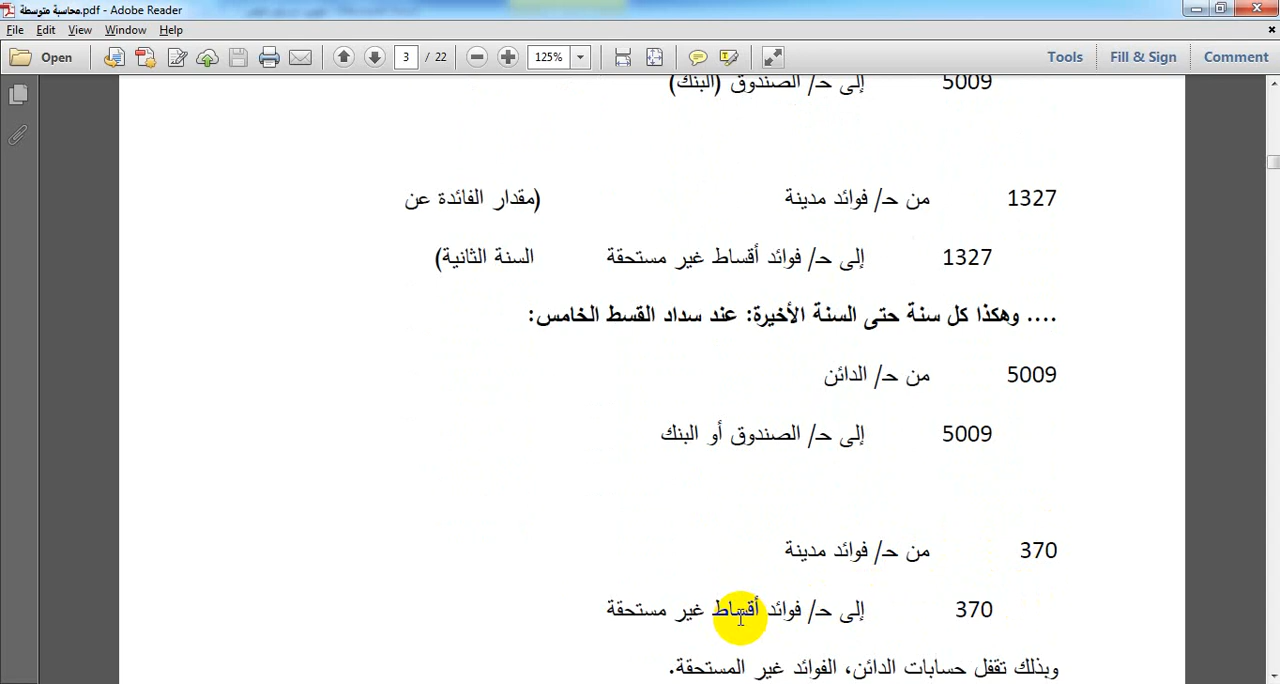 محاسبة متوسطة.pdf - Adobe Reader
File Edit View Window Help
Open 3 / 22 125% Tools Fill & Sign Comment
5009 إلى حـ/ الصندوق (البنك)
1327 من حـ/ فوائد مدينة (مقدار الفائدة عن
1327 إلى حـ/ فوائد أقساط غير مستحقة السنة الثانية)
.... وهكذا كل سنة حتى السنة الأخيرة: عند سداد القسط الخامس:
5009 من حـ/ الدائن
5009 إلى حـ/ الصندوق أو البنك
370 من حـ/ فوائد مدينة
370 إلى حـ/ فوائد أقساط غير مستحقة
وبذلك تقفل حسابات الدائن، الفوائد غير المستحقة.